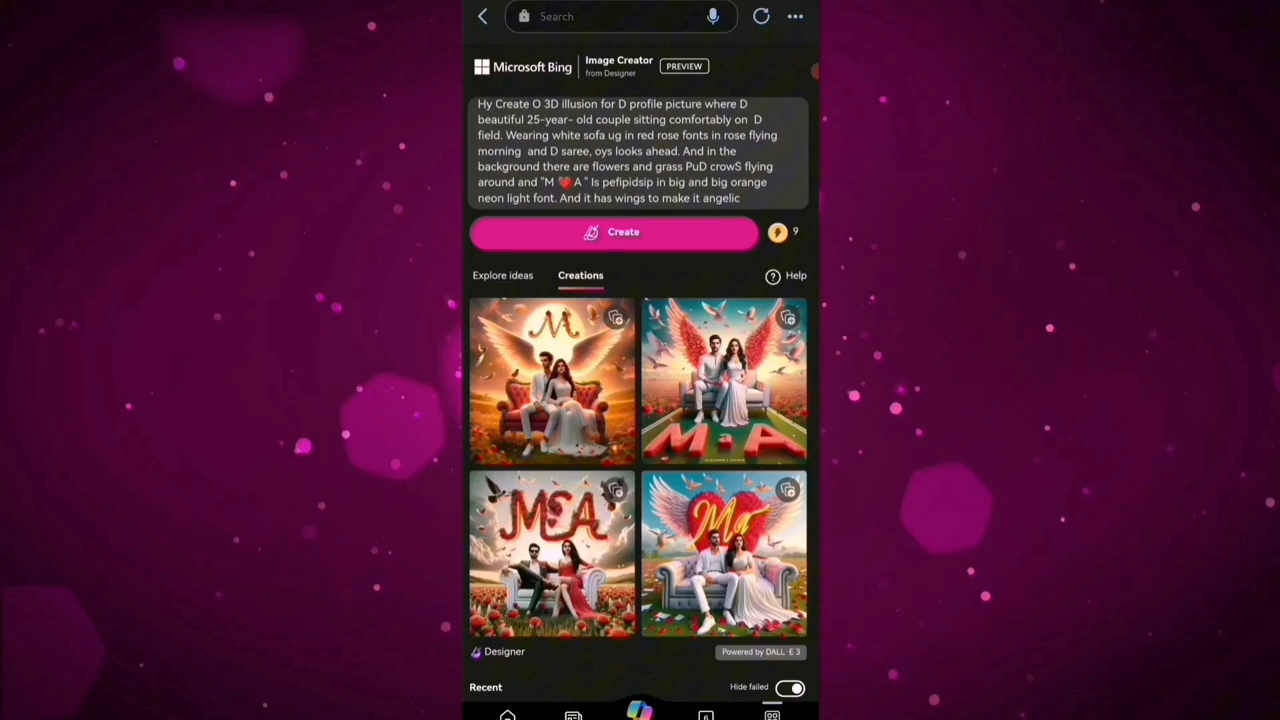 Search
Microsoft Bing
Image Creator
from Designer
PREVIEW
Hy Create O 3D illusion for D profile picture where D
beautiful 25-year- old couple sitting comfortably on D
field. Wearing white sofa ug in red rose fonts in rose flying
morning and D saree, oys looks ahead. And in the
background there are flowers and grass PuD crowS flying
around and "M ❤️ A " Is pefipidsip in big and big orange
neon light font. And it has wings to make it angelic
Create
9
Explore ideas
Creations
Help
M
M A
M A
Ma
Designer
Powered by DALL·E 3
Recent
Hide failed
6